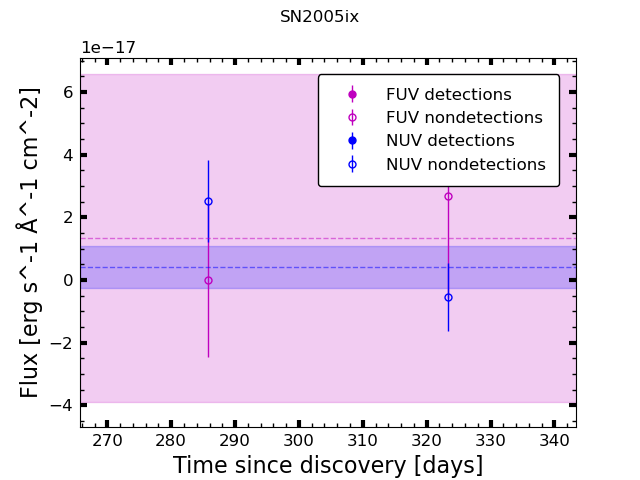 SN2005ix
1e−17
FUV detections
FUV nondetections
NUV detections
NUV nondetections
6
4
2
0
−2
−4
Flux [erg s^-1 Å^-1 cm^-2]
270 280 290 300 310 320 330 340
Time since discovery [days]